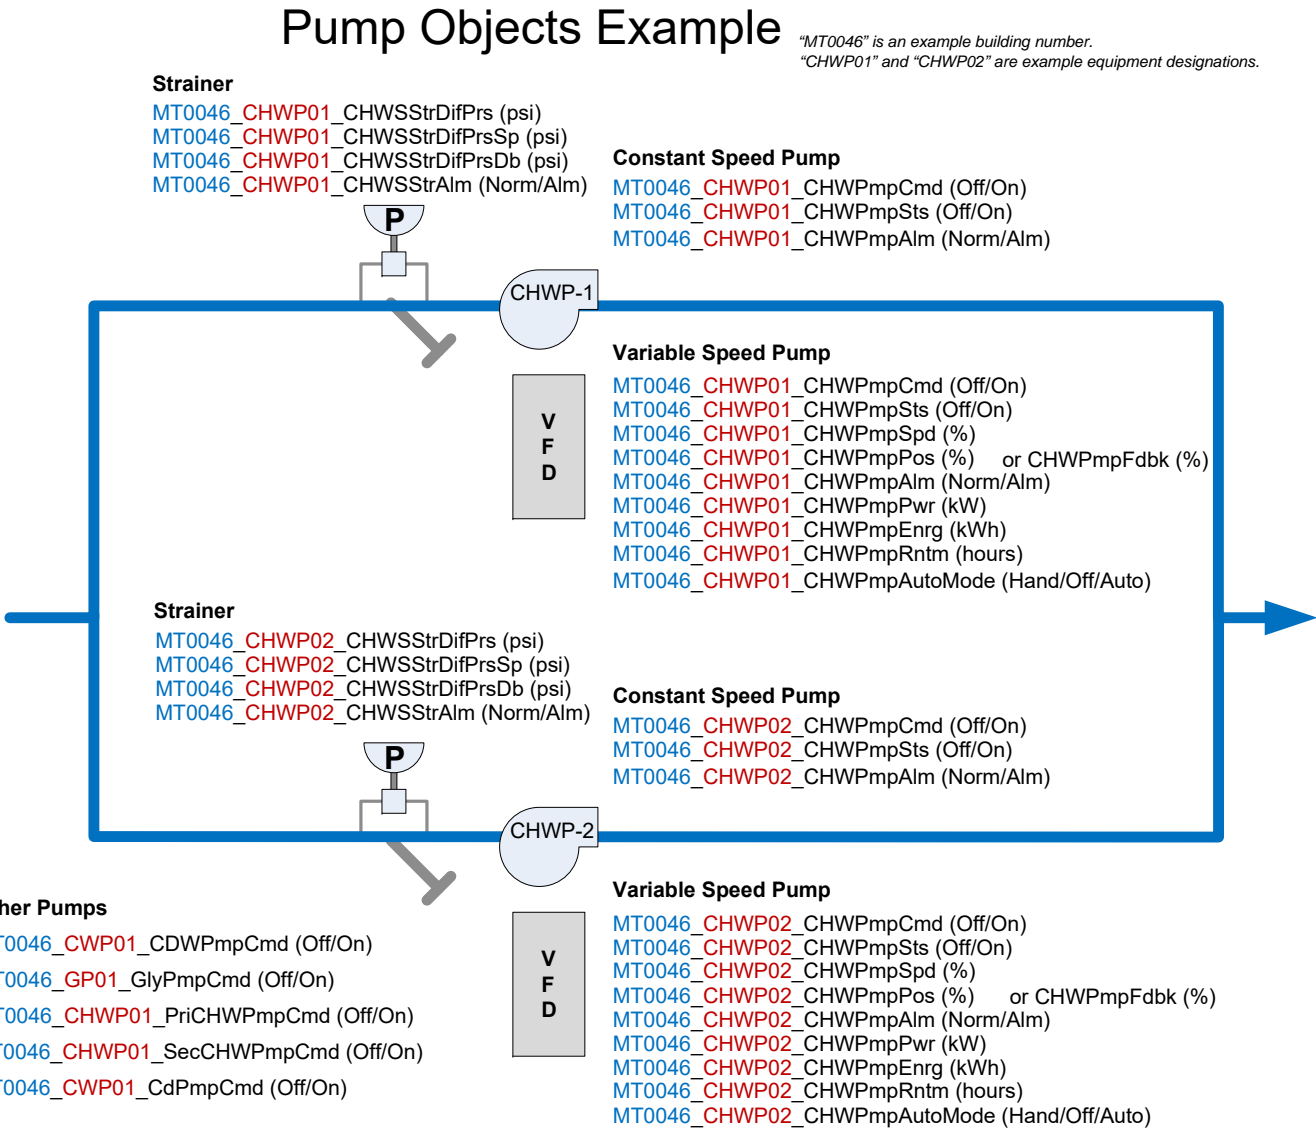 Pump Objects Example
“MT0046” is an example building number.
“CHWP01” and “CHWP02” are example equipment designations.
Strainer
MT0046_CHWP01_CHWSStrDifPrs (psi)
MT0046_CHWP01_CHWSStrDifPrsSp (psi)
MT0046_CHWP01_CHWSStrDifPrsDb (psi)
MT0046_CHWP01_CHWSStrAlm (Norm/Alm)
P
Constant Speed Pump
MT0046_CHWP01_CHWPmpCmd (Off/On)
MT0046_CHWP01_CHWPmpSts (Off/On)
MT0046_CHWP01_CHWPmpAlm (Norm/Alm)
CHWP-1
Variable Speed Pump
MT0046_CHWP01_CHWPmpCmd (Off/On)
MT0046_CHWP01_CHWPmpSts (Off/On)
MT0046_CHWP01_CHWPmpSpd (%)
MT0046_CHWP01_CHWPmpPos (%) or CHWPmpFdbk (%)
MT0046_CHWP01_CHWPmpAlm (Norm/Alm)
MT0046_CHWP01_CHWPmpPwr (kW)
MT0046_CHWP01_CHWPmpEnrg (kWh)
MT0046_CHWP01_CHWPmpRntm (hours)
MT0046_CHWP01_CHWPmpAutoMode (Hand/Off/Auto)
V
F
D
Strainer
MT0046_CHWP02_CHWSStrDifPrs (psi)
MT0046_CHWP02_CHWSStrDifPrsSp (psi)
MT0046_CHWP02_CHWSStrDifPrsDb (psi)
MT0046_CHWP02_CHWSStrAlm (Norm/Alm)
P
Constant Speed Pump
MT0046_CHWP02_CHWPmpCmd (Off/On)
MT0046_CHWP02_CHWPmpSts (Off/On)
MT0046_CHWP02_CHWPmpAlm (Norm/Alm)
CHWP-2
Variable Speed Pump
MT0046_CHWP02_CHWPmpCmd (Off/On)
MT0046_CHWP02_CHWPmpSts (Off/On)
MT0046_CHWP02_CHWPmpSpd (%)
MT0046_CHWP02_CHWPmpPos (%) or CHWPmpFdbk (%)
MT0046_CHWP02_CHWPmpAlm (Norm/Alm)
MT0046_CHWP02_CHWPmpPwr (kW)
MT0046_CHWP02_CHWPmpEnrg (kWh)
MT0046_CHWP02_CHWPmpRntm (hours)
MT0046_CHWP02_CHWPmpAutoMode (Hand/Off/Auto)
V
F
D
her Pumps
T0046_CWP01_CDWPmpCmd (Off/On)
T0046_GP01_GlyPmpCmd (Off/On)
T0046_CHWP01_PriCHWPmpCmd (Off/On)
T0046_CHWP01_SecCHWPmpCmd (Off/On)
T0046_CWP01_CdPmpCmd (Off/On)